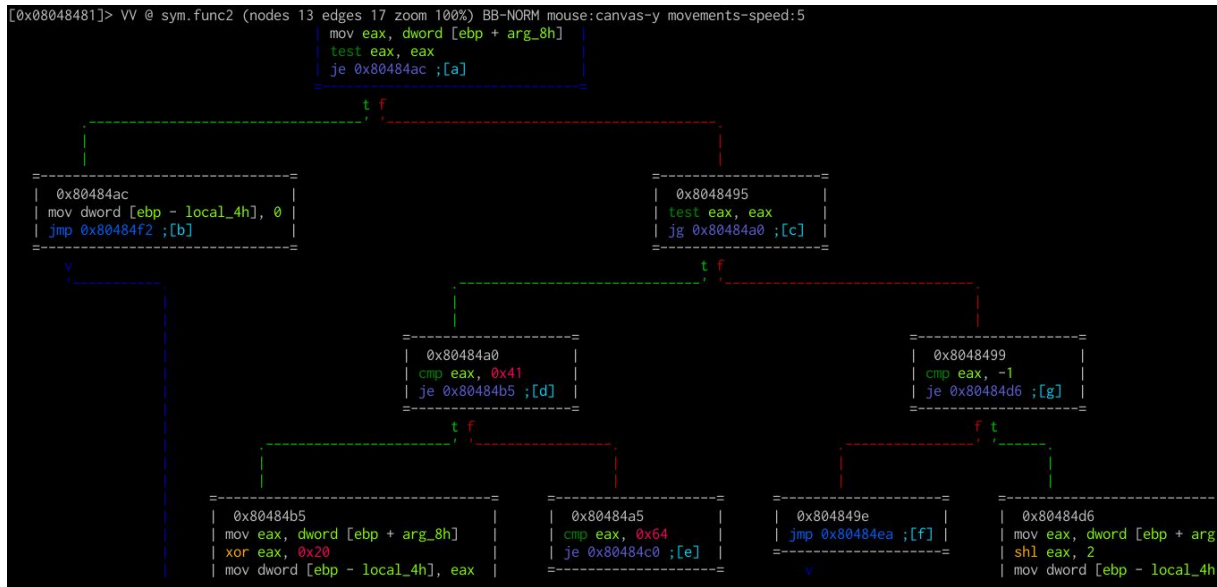 [0x08048481]> VV @ sym.func2 (nodes 13 edges 17 zoom 100%) BB-NORM mouse:canvas-y movements-speed:5
mov eax, dword [ebp + arg_8h]
test eax, eax
je 0x80484ac ;[a]
t f
0x80484ac
mov dword [ebp - local_4h], 0
jmp 0x80484f2 ;[b]
v
0x8048495
test eax, eax
jg 0x80484a0 ;[c]
t f
0x80484a0
cmp eax, 0x41
je 0x80484b5 ;[d]
t f
0x8048499
cmp eax, -1
je 0x80484d6 ;[g]
f t
0x80484b5
mov eax, dword [ebp + arg_8h]
xor eax, 0x20
mov dword [ebp - local_4h], eax
0x80484a5
cmp eax, 0x64
je 0x80484c0 ;[e]
0x804849e
jmp 0x80484ea ;[f]
v
0x80484d6
mov eax, dword [ebp + arg
shl eax, 2
mov dword [ebp - local_4h